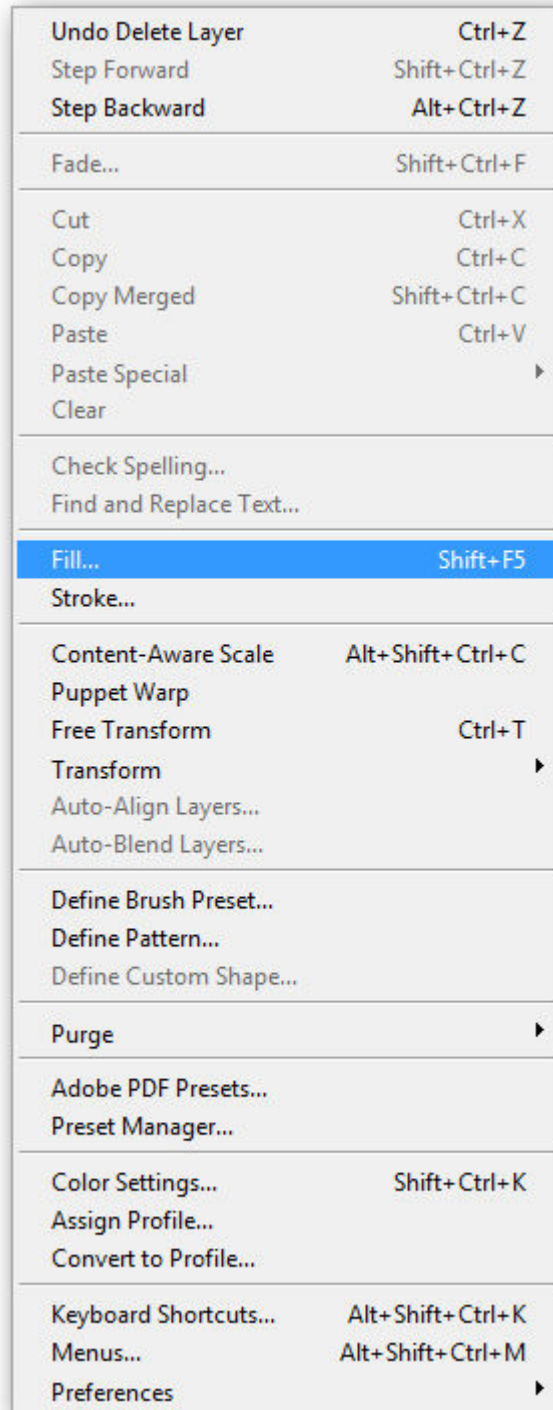 Undo Delete Layer Ctrl+Z
Step Forward Shift+Ctrl+Z
Step Backward Alt+Ctrl+Z
Fade... Shift+Ctrl+F
Cut Ctrl+X
Copy Ctrl+C
Copy Merged Shift+Ctrl+C
Paste Ctrl+V
Paste Special
Clear
Check Spelling...
Find and Replace Text...
Fill... Shift+F5
Stroke...
Content-Aware Scale Alt+Shift+Ctrl+C
Puppet Warp
Free Transform Ctrl+T
Transform
Auto-Align Layers...
Auto-Blend Layers...
Define Brush Preset...
Define Pattern...
Define Custom Shape...
Purge
Adobe PDF Presets...
Preset Manager...
Color Settings... Shift+Ctrl+K
Assign Profile...
Convert to Profile...
Keyboard Shortcuts... Alt+Shift+Ctrl+K
Menus... Alt+Shift+Ctrl+M
Preferences